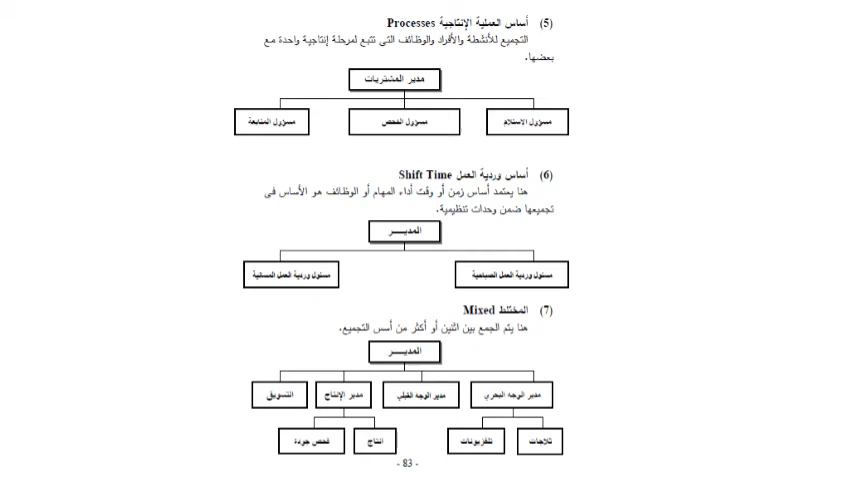 (5) أساس العملية الإنتاجية Processes
التجميع للأنشطة والأفراد والوظائف التى تتبع لمرحلة إنتاجية واحدة مع
بعضها.
مدير المشتريات
مسؤول الاستلام
مسؤول الفحص
مسؤول المتابعة
(6) أساس وردية العمل Shift Time
هنا يعتمد أساس زمن أو وقت أداء المهام أو الوظائف هو الأساس فى
تجميعها ضمن وحدات تنظيمية.
المديـــر
مسئول وردية العمل الصباحية
مسئول وردية العمل المسائية
(7) المختلط Mixed
هنا يتم الجمع بين اثنين أو أكثر من أسس التجميع.
المديـــر
مدير الوجه البحري
مدير الوجه القبلي
مدير الإنتاج
التسويق
ثلاجات
تلفزيونات
انتاج
فحص جودة
- 83 -